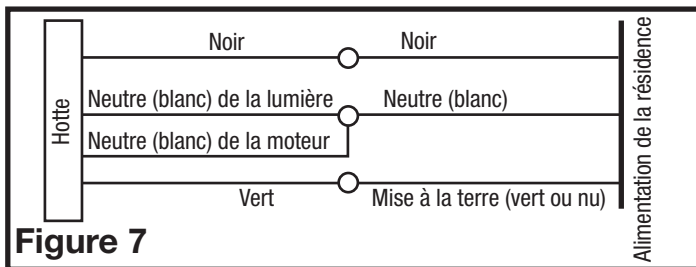 Noir
Noir
Neutre (blanc) de la lumière
Neutre (blanc)
Neutre (blanc) de la moteur
Vert
Mise à la terre (vert ou nu)
Hotte
Alimentation de la résidence
Figure 7